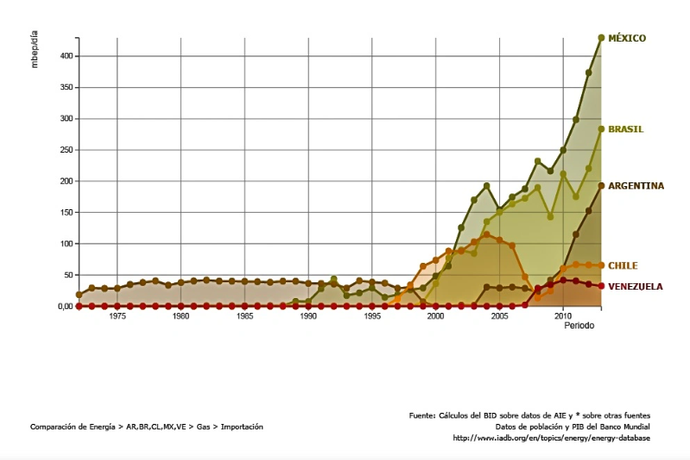 mbep/día
400
350
300
250
200
150
100
50
0,00
1975
1980
1985
1990
1995
2000
2005
2010
Periodo
MÉXICO
BRASIL
ARGENTINA
CHILE
VENEZUELA
Fuente: Cálculos del BID sobre datos de AIE y * sobre otras fuentes
Comparación de Energía > AR,BR,CL,MX,VE > Gas > Importación
Datos de población y PIB del Banco Mundial
http://www.iadb.org/en/topics/energy/energy-database